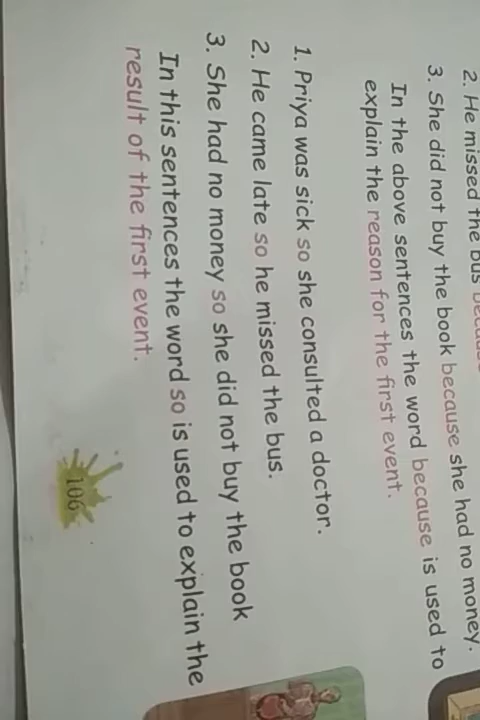 2. He missed the bus because
3. She did not buy the book because she had no money.
In the above sentences the word because is used to
explain the reason for the first event.
1. Priya was sick so she consulted a doctor.
2. He came late so he missed the bus.
3. She had no money so she did not buy the book
In this sentences the word so is used to explain the
result of the first event.
106